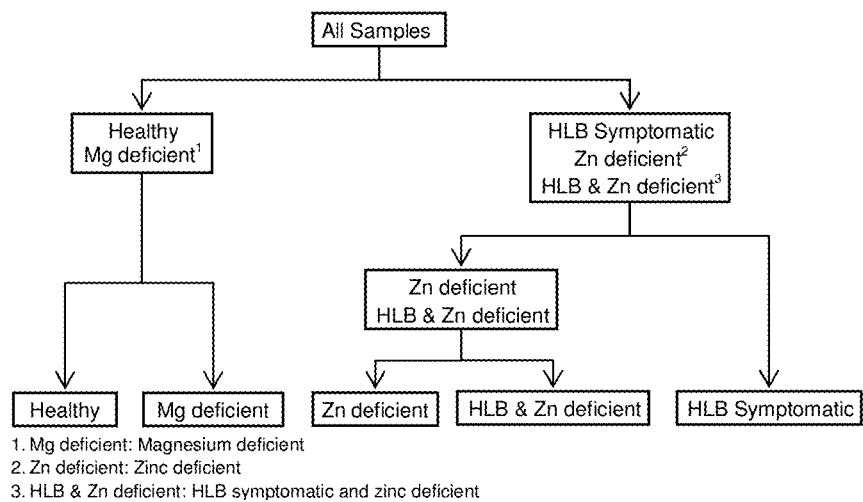 All Samples
Healthy
Mg deficient¹
HLB Symptomatic
Zn deficient²
HLB & Zn deficient³
Zn deficient
HLB & Zn deficient
Healthy
Mg deficient
Zn deficient
HLB & Zn deficient
HLB Symptomatic
1. Mg deficient: Magnesium deficient
2. Zn deficient: Zinc deficient
3. HLB & Zn deficient: HLB symptomatic and zinc deficient